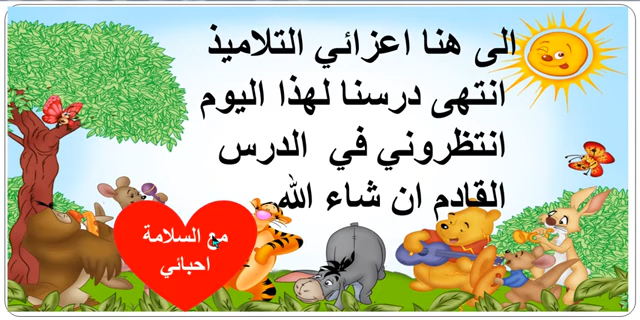 الى هنا اعزائي التلاميذ
انتهى درسنا لهذا اليوم
انتظروني في الدرس
القادم ان شاء الله
مع السلامة
احبائي